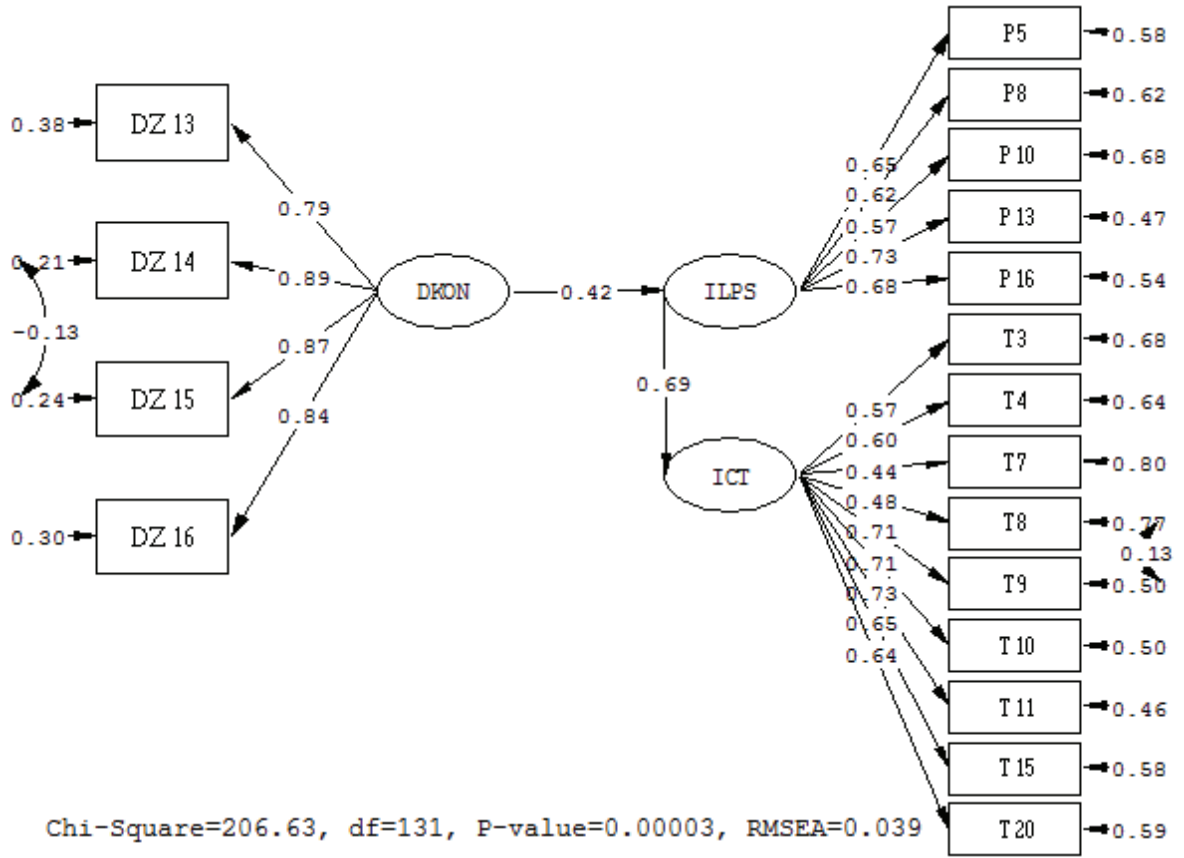 P5
0.58
P8
0.62
P 10
0.68
P 13
0.47
P 16
0.54
T3
0.68
T4
0.64
T7
0.80
T8
0.77
0.13
T9
0.50
T 10
0.50
T 11
0.46
T 15
0.58
T 20
0.59
0.38
DZ 13
0.79
0.21
DZ 14
0.89
-0.13
0.24
DZ 15
0.87
0.30
DZ 16
0.84
DKON
0.42
ILPS
0.65
0.62
0.57
0.73
0.68
0.69
ICT
0.57
0.60
0.44
0.48
0.71
0.71
0.73
0.65
0.64
Chi-Square=206.63, df=131, P-value=0.00003, RMSEA=0.039